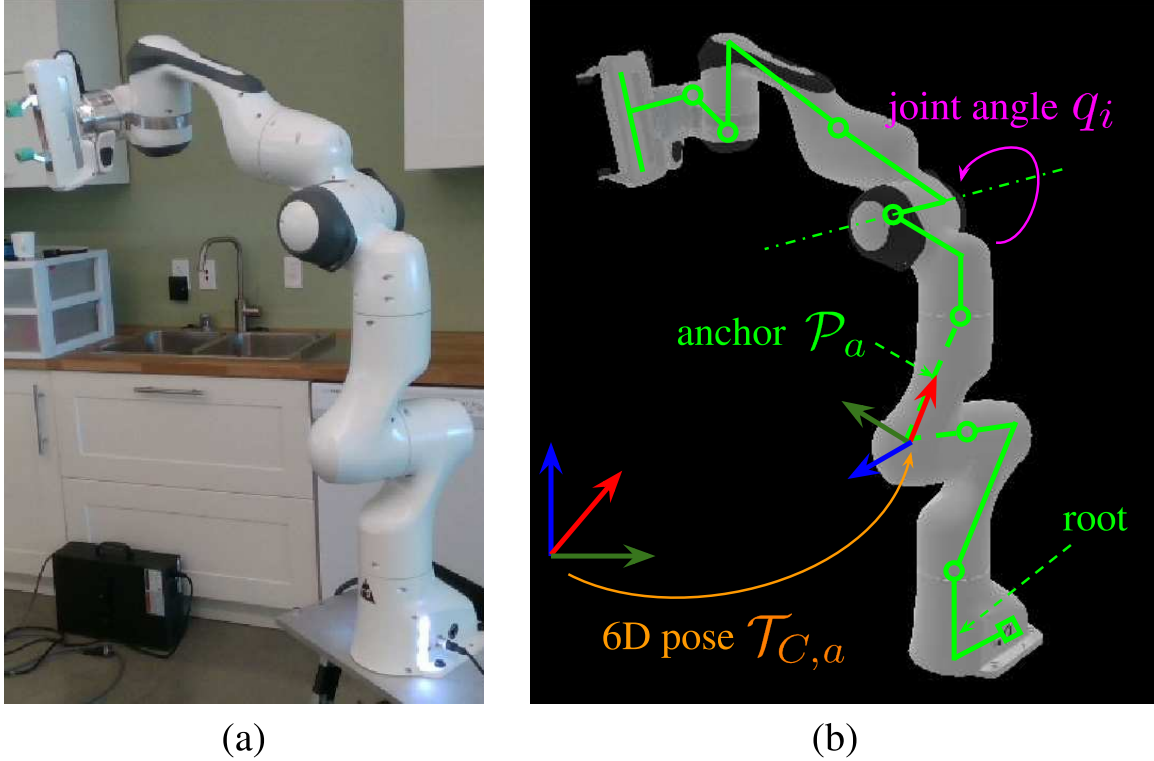 joint angle q_i
anchor P_a
root
6D pose T_{C,a}
(a)
(b)